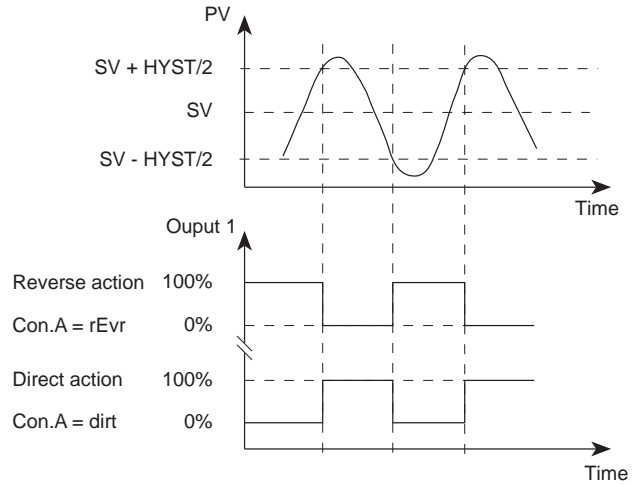 PV
SV + HYST/2
SV
SV - HYST/2
Time
Ouput 1
Reverse action 100%
Con.A = rEvr 0%
Direct action 100%
Con.A = dirt 0%
Time